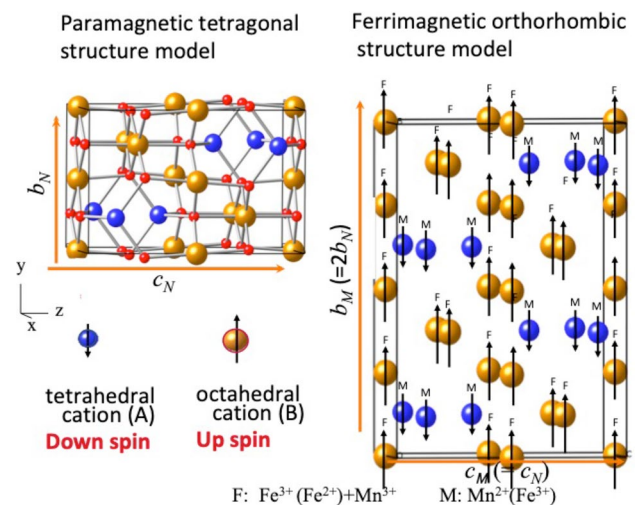 Paramagnetic tetragonal
structure model
Ferrimagnetic orthorhombic
structure model
b_N
c_N
y
x
z
tetrahedral
cation (A)
Down spin
octahedral
cation (B)
Up spin
b_M (=2b_N)
F
F
F
F
F
F
F
M
M
M
F
F
F
F
M
M
M
F
F
F
F
F
F
M
M
M
F
F
F
F
M
M
M
F
F
F
F
F
c_M (= c_N)
F: Fe³⁺ (Fe²⁺)+Mn³⁺
M: Mn²⁺(Fe³⁺)